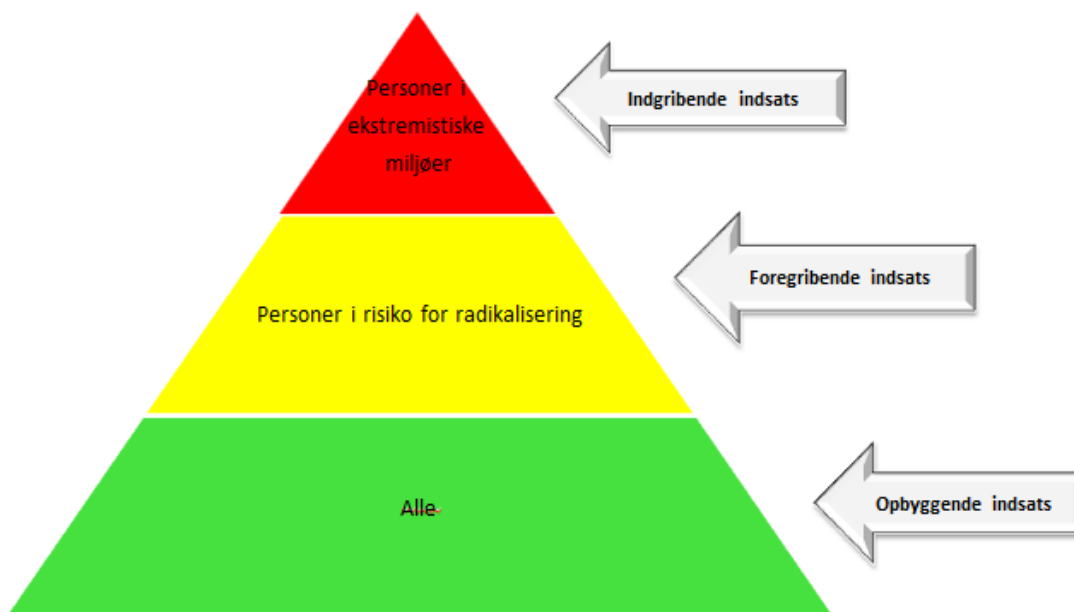 Personer i
ekstremistiske
miljøer
Indgribende indsats
Personer i risiko for radikalisering
Foregribende indsats
Alle
Opbyggende indsats